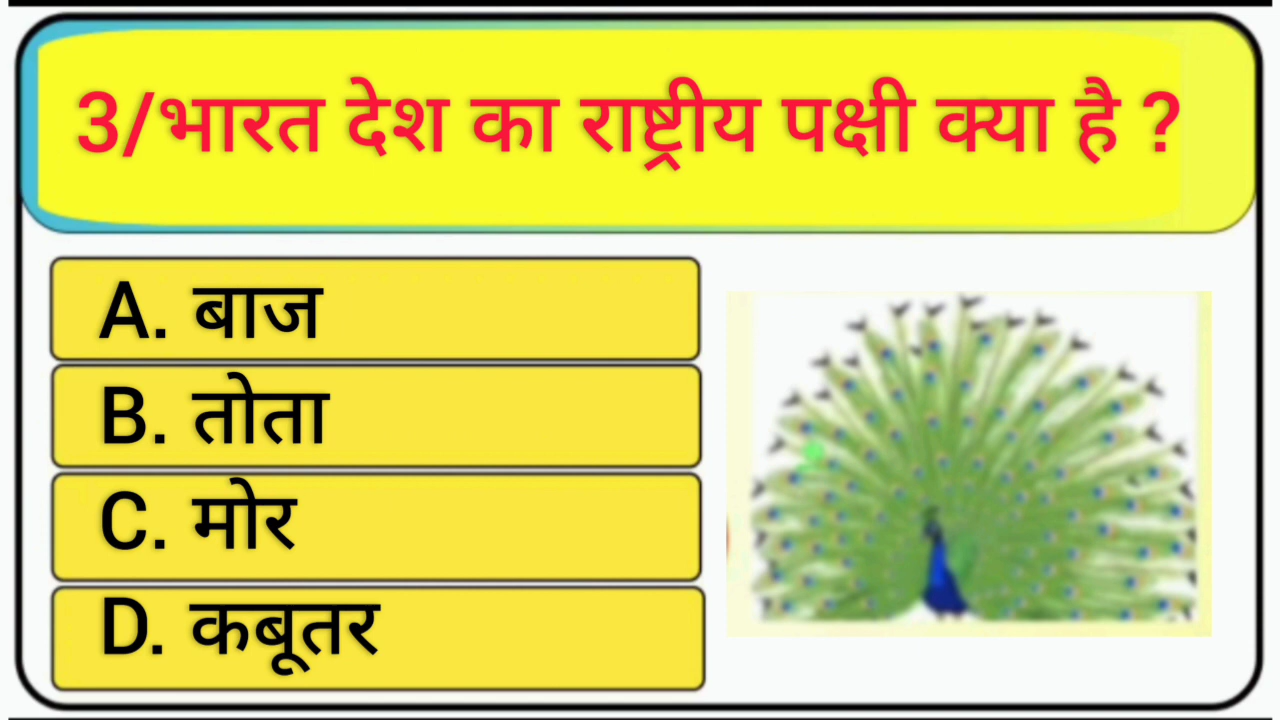 3/भारत देश का राष्ट्रीय पक्षी क्या है ?
A. बाज
B. तोता
C. मोर
D. कबूतर